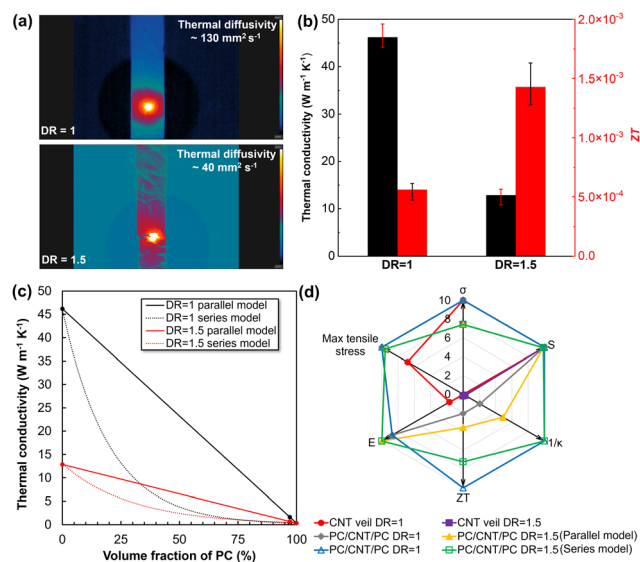 (a)
Thermal diffusivity
~ 130 mm² s⁻¹
DR = 1
Thermal diffusivity
~ 40 mm² s⁻¹
DR = 1.5
(b)
Thermal conductivity (W m⁻¹ K⁻¹)
50
40
30
20
10
0
DR=1
DR=1.5
2.0×10⁻³
1.5×10⁻³
1.0×10⁻³
5.0×10⁻⁴
0.0
ZT
(c)
Thermal conductivity (W m⁻¹ K⁻¹)
50
45
40
35
30
25
20
15
10
5
0
0
20
40
60
80
100
Volume fraction of PC (%)
DR=1 parallel model
DR=1 series model
DR=1.5 parallel model
DR=1.5 series model
(d)
σ
10
8
6
4
2
0
S
1/κ
ZT
E
Max tensile
stress
CNT veil DR=1
CNT veil DR=1.5
PC/CNT/PC DR=1
PC/CNT/PC DR=1.5(Parallel model)
PC/CNT/PC DR=1
PC/CNT/PC DR=1.5(Series model)